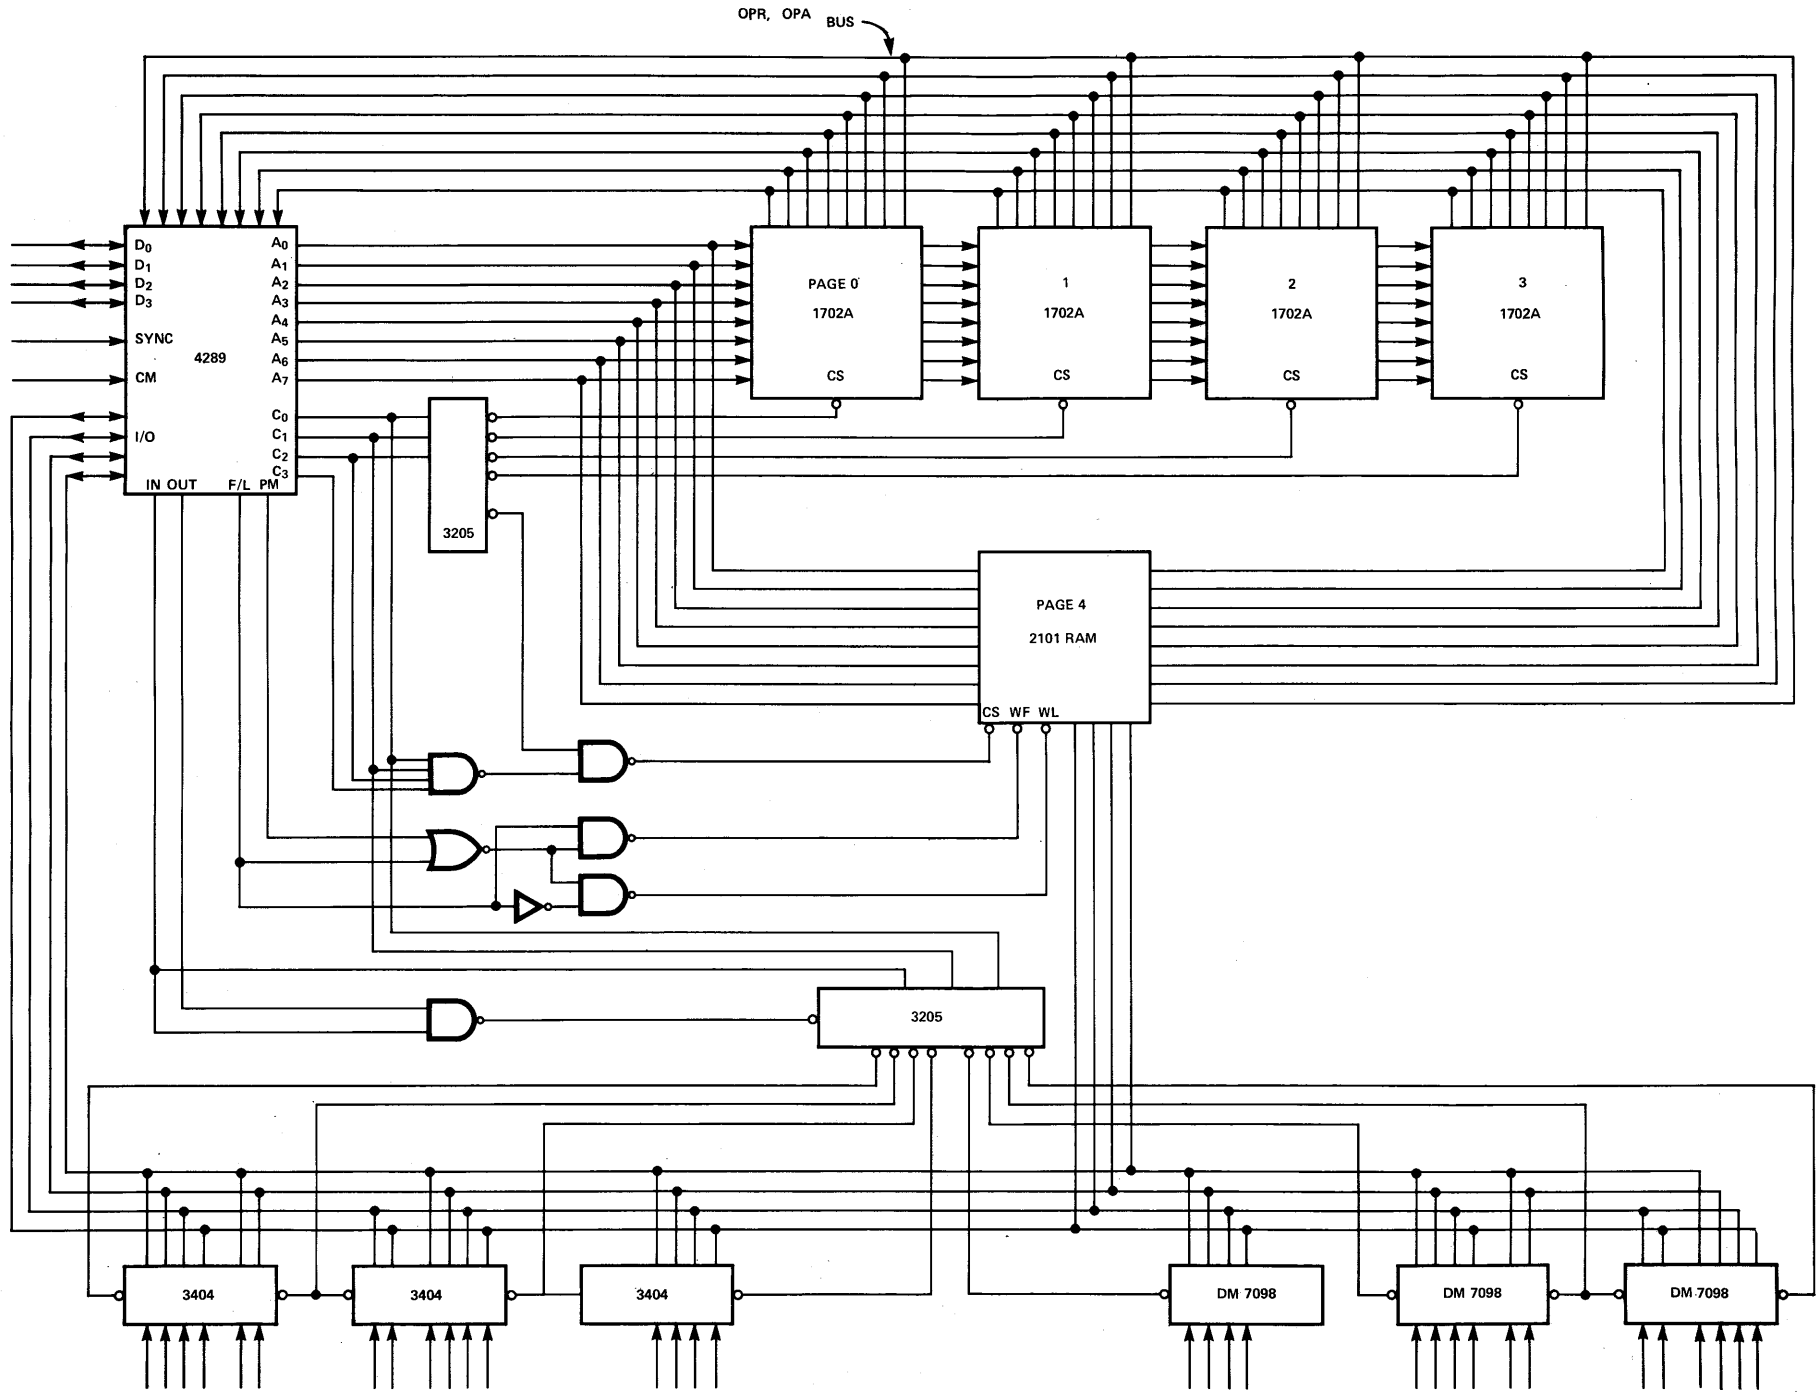 OPR, OPA BUS
D0 A0
D1 A1
D2 A2
D3 A3
A4
SYNC A5
4289 A6
CM A7
C0
I/O C1
C2
C3
IN OUT F/L PM
PAGE 0
1702A
CS
1
1702A
CS
2
1702A
CS
3
1702A
CS
3205
PAGE 4
2101 RAM
CS WF WL
3205
3404
3404
3404
DM 7098
DM 7098
DM 7098